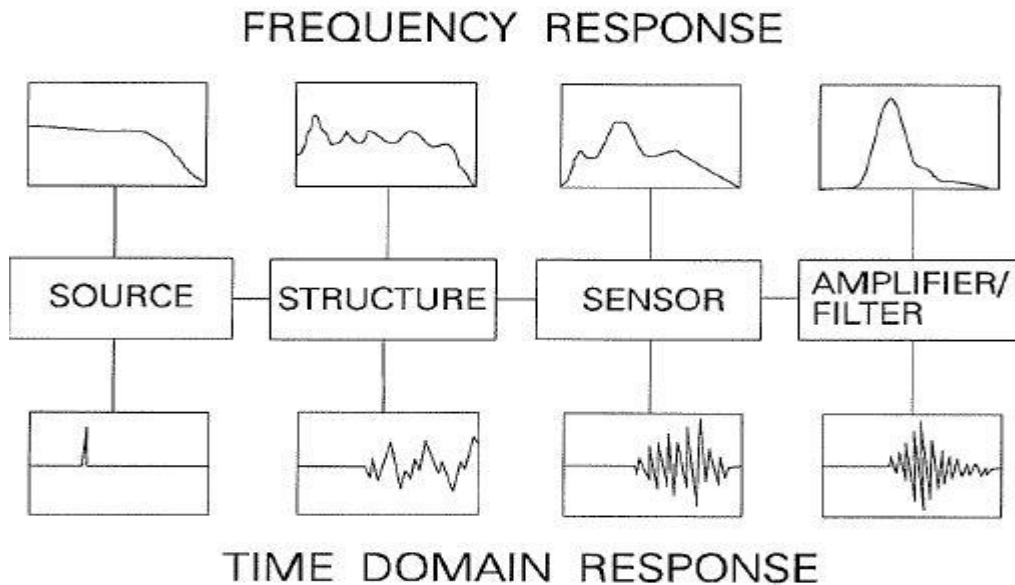 FREQUENCY RESPONSE
SOURCE
STRUCTURE
SENSOR
AMPLIFIER/
FILTER
TIME DOMAIN RESPONSE